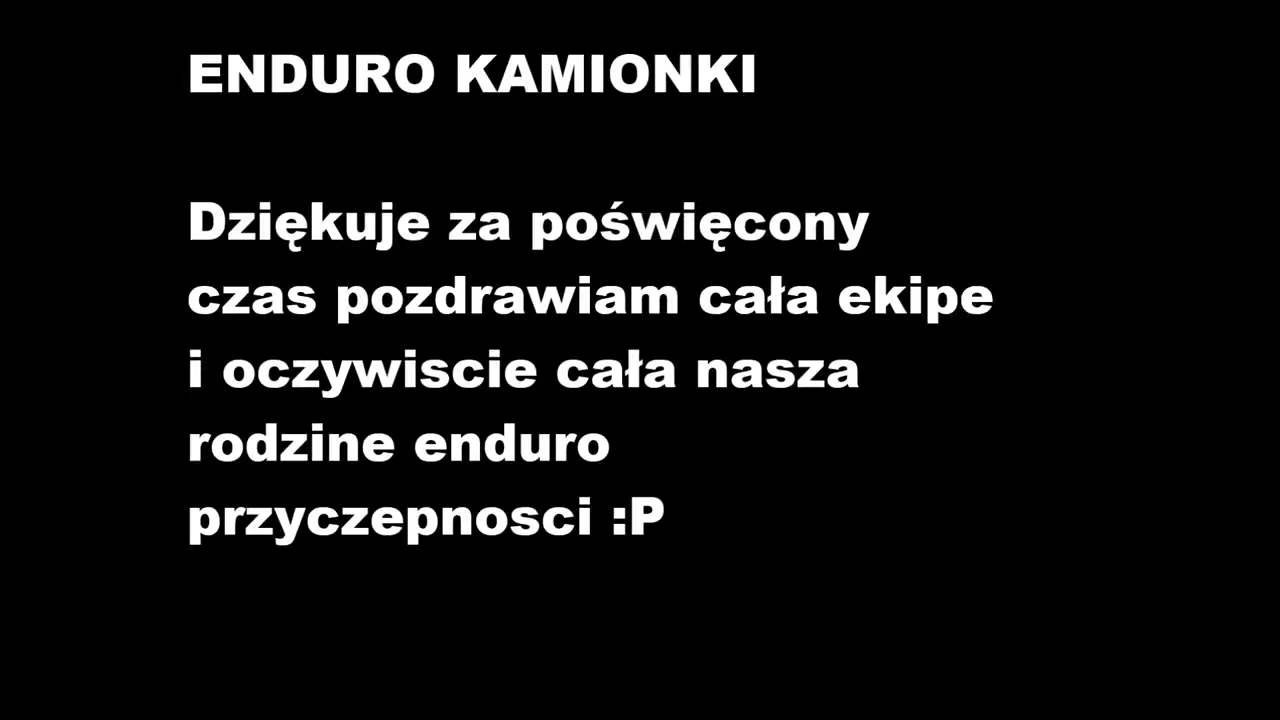 ENDURO KAMIONKI
Dziękuje za poświęcony
czas pozdrawiam cała ekipe
i oczywiscie cała nasza
rodzine enduro
przyczepnosci :P